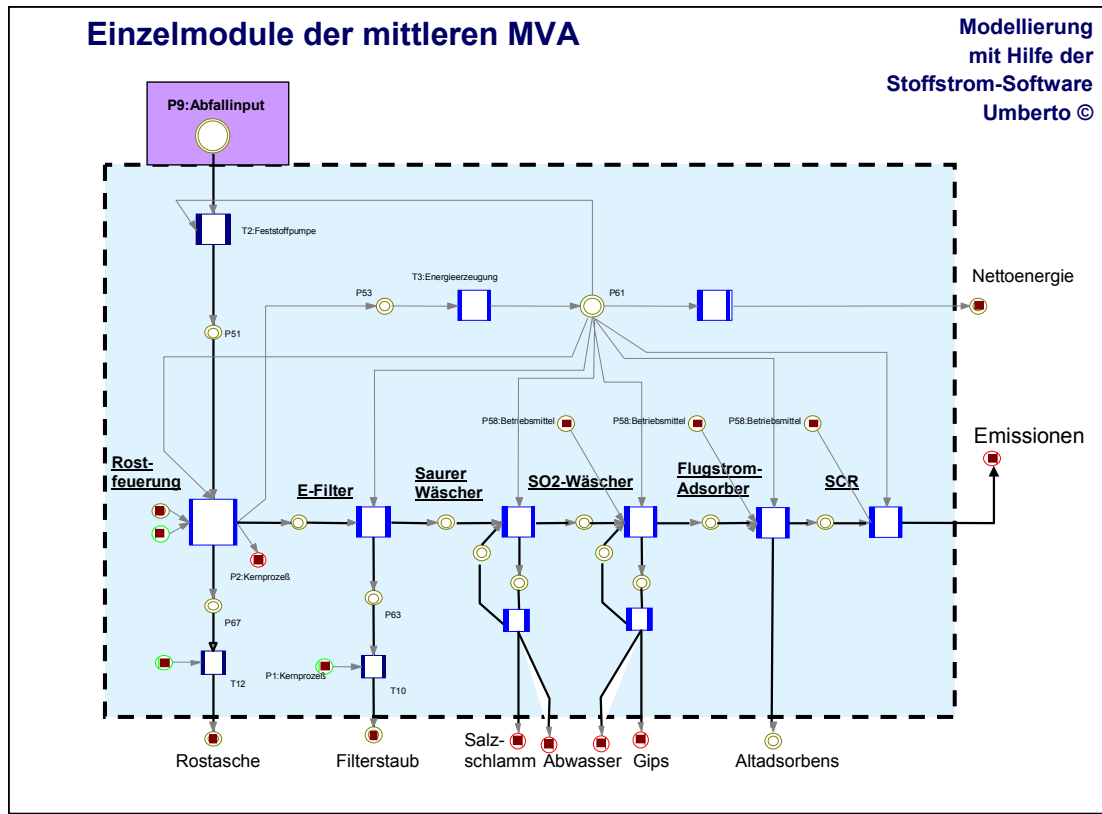 Einzelmodule der mittleren MVA
Modellierung
mit Hilfe der
Stoffstrom-Software
Umberto ©
P9:Abfallinput
T2:Feststoffpumpe
T3:Energieerzeugung
P53
P61
Nettoenergie
P51
P58:Betriebsmittel
P58:Betriebsmittel
P58:Betriebsmittel
Emissionen
Rost-
feuerung
E-Filter
Saurer
Wäscher
SO2-Wäscher
Flugstrom-
Adsorber
SCR
P2:Kernprozeß
P67
P63
P1:Kernprozeß
T12
T10
Rostasche
Filterstaub
Salz-
schlamm
Abwasser
Gips
Altadsorbens